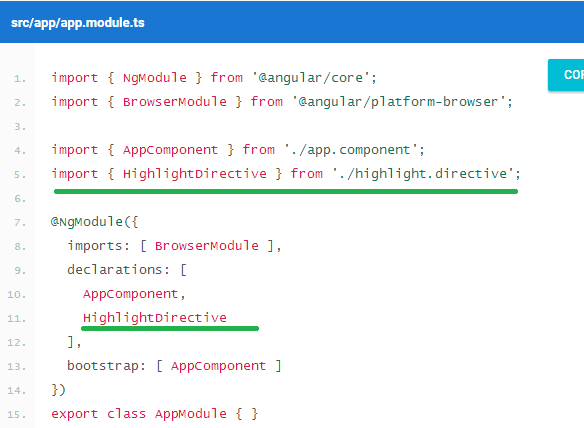 src/app/app.module.ts
COP
1. import { NgModule } from '@angular/core';
2. import { BrowserModule } from '@angular/platform-browser';
3.
4. import { AppComponent } from './app.component';
5. import { HighlightDirective } from './highlight.directive';
6.
7. @NgModule({
8.   imports: [ BrowserModule ],
9.   declarations: [
10.     AppComponent,
11.     HighlightDirective
12.   ],
13.   bootstrap: [ AppComponent ]
14. })
15. export class AppModule { }